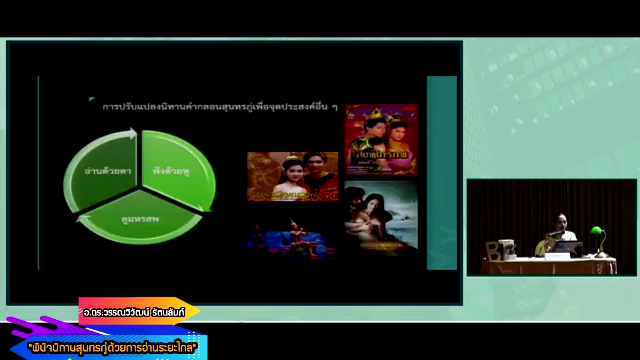 การปรับแปลงนิทานคำกลอนสุนทรภู่เพื่อจุดประสงค์อื่น ๆ
อ่านด้วยตา
ฟังด้วยหู
ดูมหรสพ
อ.ดร.วรรณวิวัฒน์ รัตนลัมภ์
"พินิจนิทานสุนทรภู่ด้วยการอ่านระยะไกล"